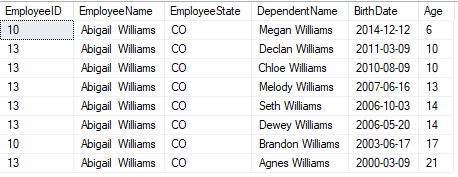 EmployeeID EmployeeName EmployeeState DependentName BirthDate Age
10 Abigail Williams CO Megan Williams 2014-12-12 6
13 Abigail Williams CO Declan Williams 2011-03-09 10
13 Abigail Williams CO Chloe Williams 2010-08-09 10
13 Abigail Williams CO Melody Williams 2007-06-16 13
13 Abigail Williams CO Seth Williams 2006-10-03 14
13 Abigail Williams CO Dewey Williams 2006-05-20 14
10 Abigail Williams CO Brandon Williams 2003-06-17 17
13 Abigail Williams CO Agnes Williams 2000-03-09 21